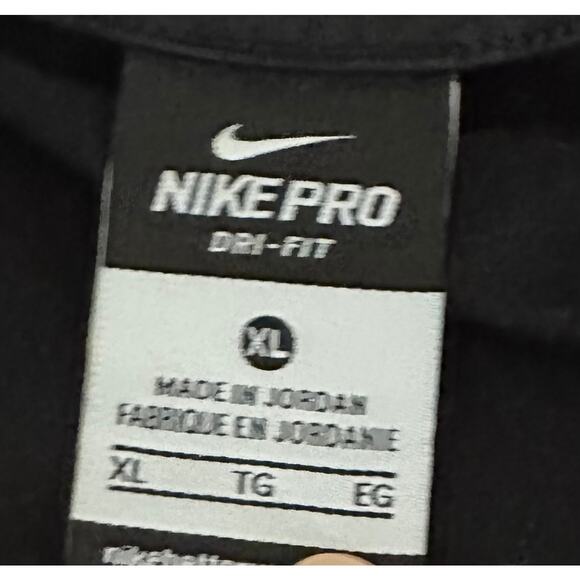 NIKE PRO
DRI-FIT
XL
MADE IN JORDAN
FABRIQUE EN JORDANIE
XL TG EG